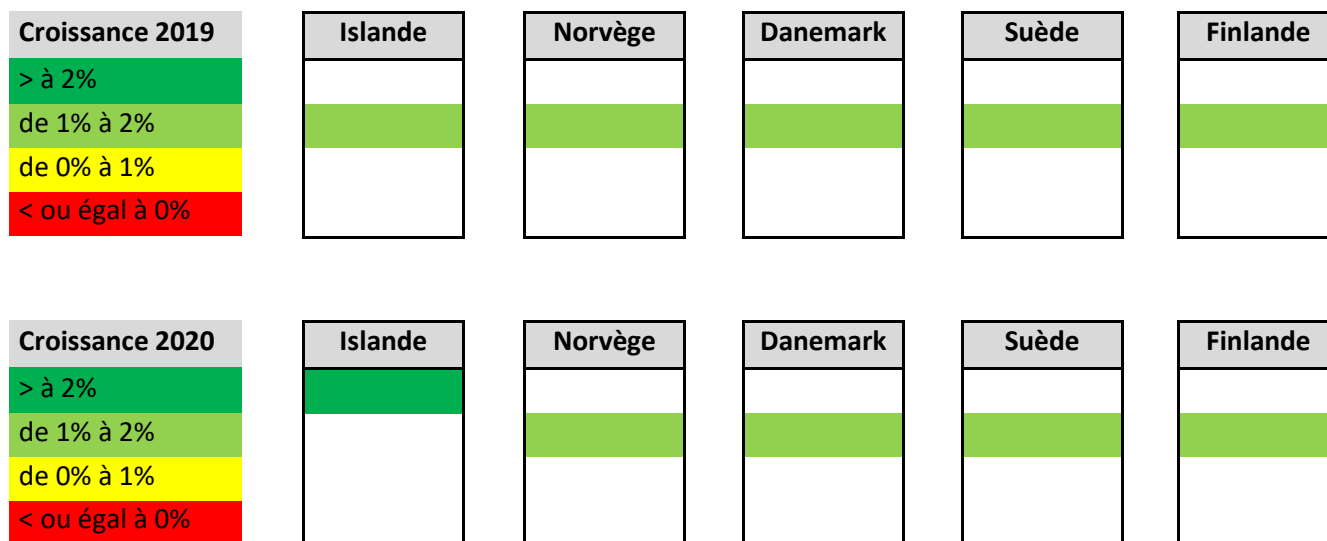 Croissance 2019 Islande Norvège Danemark Suède Finlande
> à 2%
de 1% à 2%
de 0% à 1%
< ou égal à 0%
Croissance 2020 Islande Norvège Danemark Suède Finlande
> à 2%
de 1% à 2%
de 0% à 1%
< ou égal à 0%